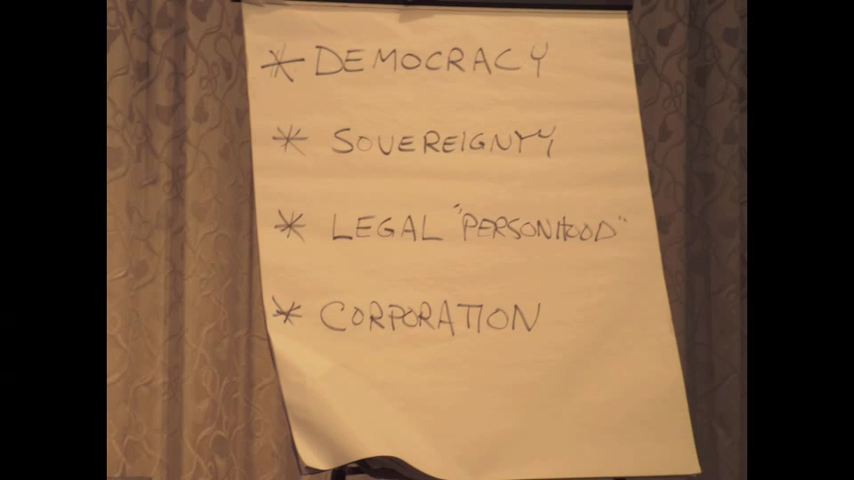 * DEMOCRACY
* SOVEREIGNTY
* LEGAL "PERSONHOOD"
* CORPORATION